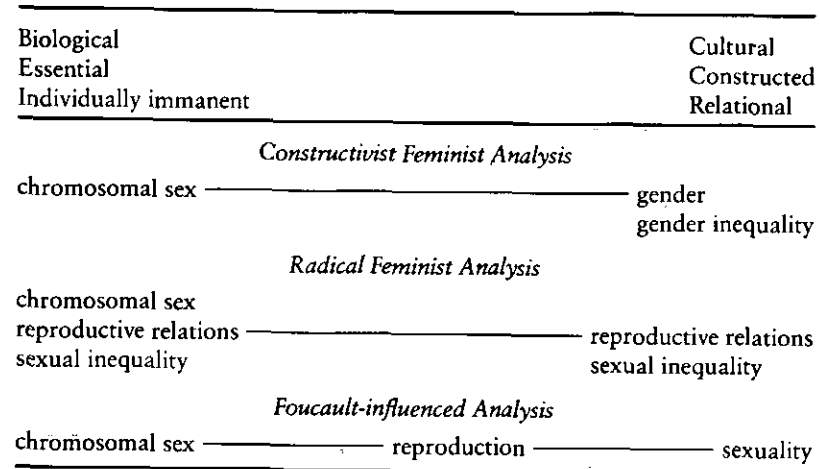 Biological Cultural
Essential Constructed
Individually immanent Relational
Constructivist Feminist Analysis
chromosomal sex gender
gender inequality
Radical Feminist Analysis
chromosomal sex
reproductive relations reproductive relations
sexual inequality sexual inequality
Foucault-influenced Analysis
chromosomal sex reproduction sexuality